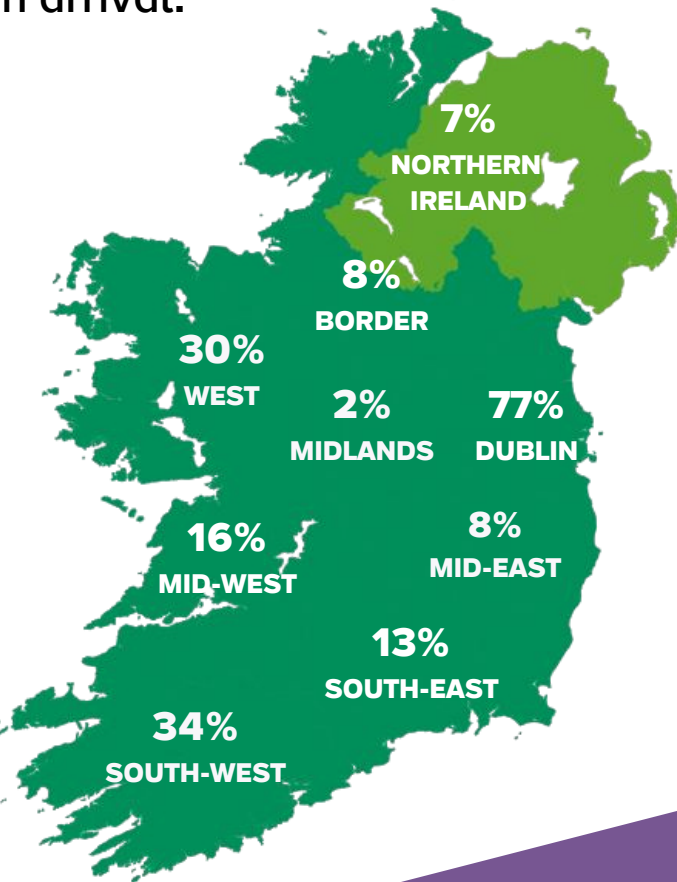 arrival.
7%
NORTHERN
IRELAND
8%
BORDER
30%
WEST
2%
MIDLANDS
77%
DUBLIN
16%
MID-WEST
8%
MID-EAST
13%
SOUTH-EAST
34%
SOUTH-WEST